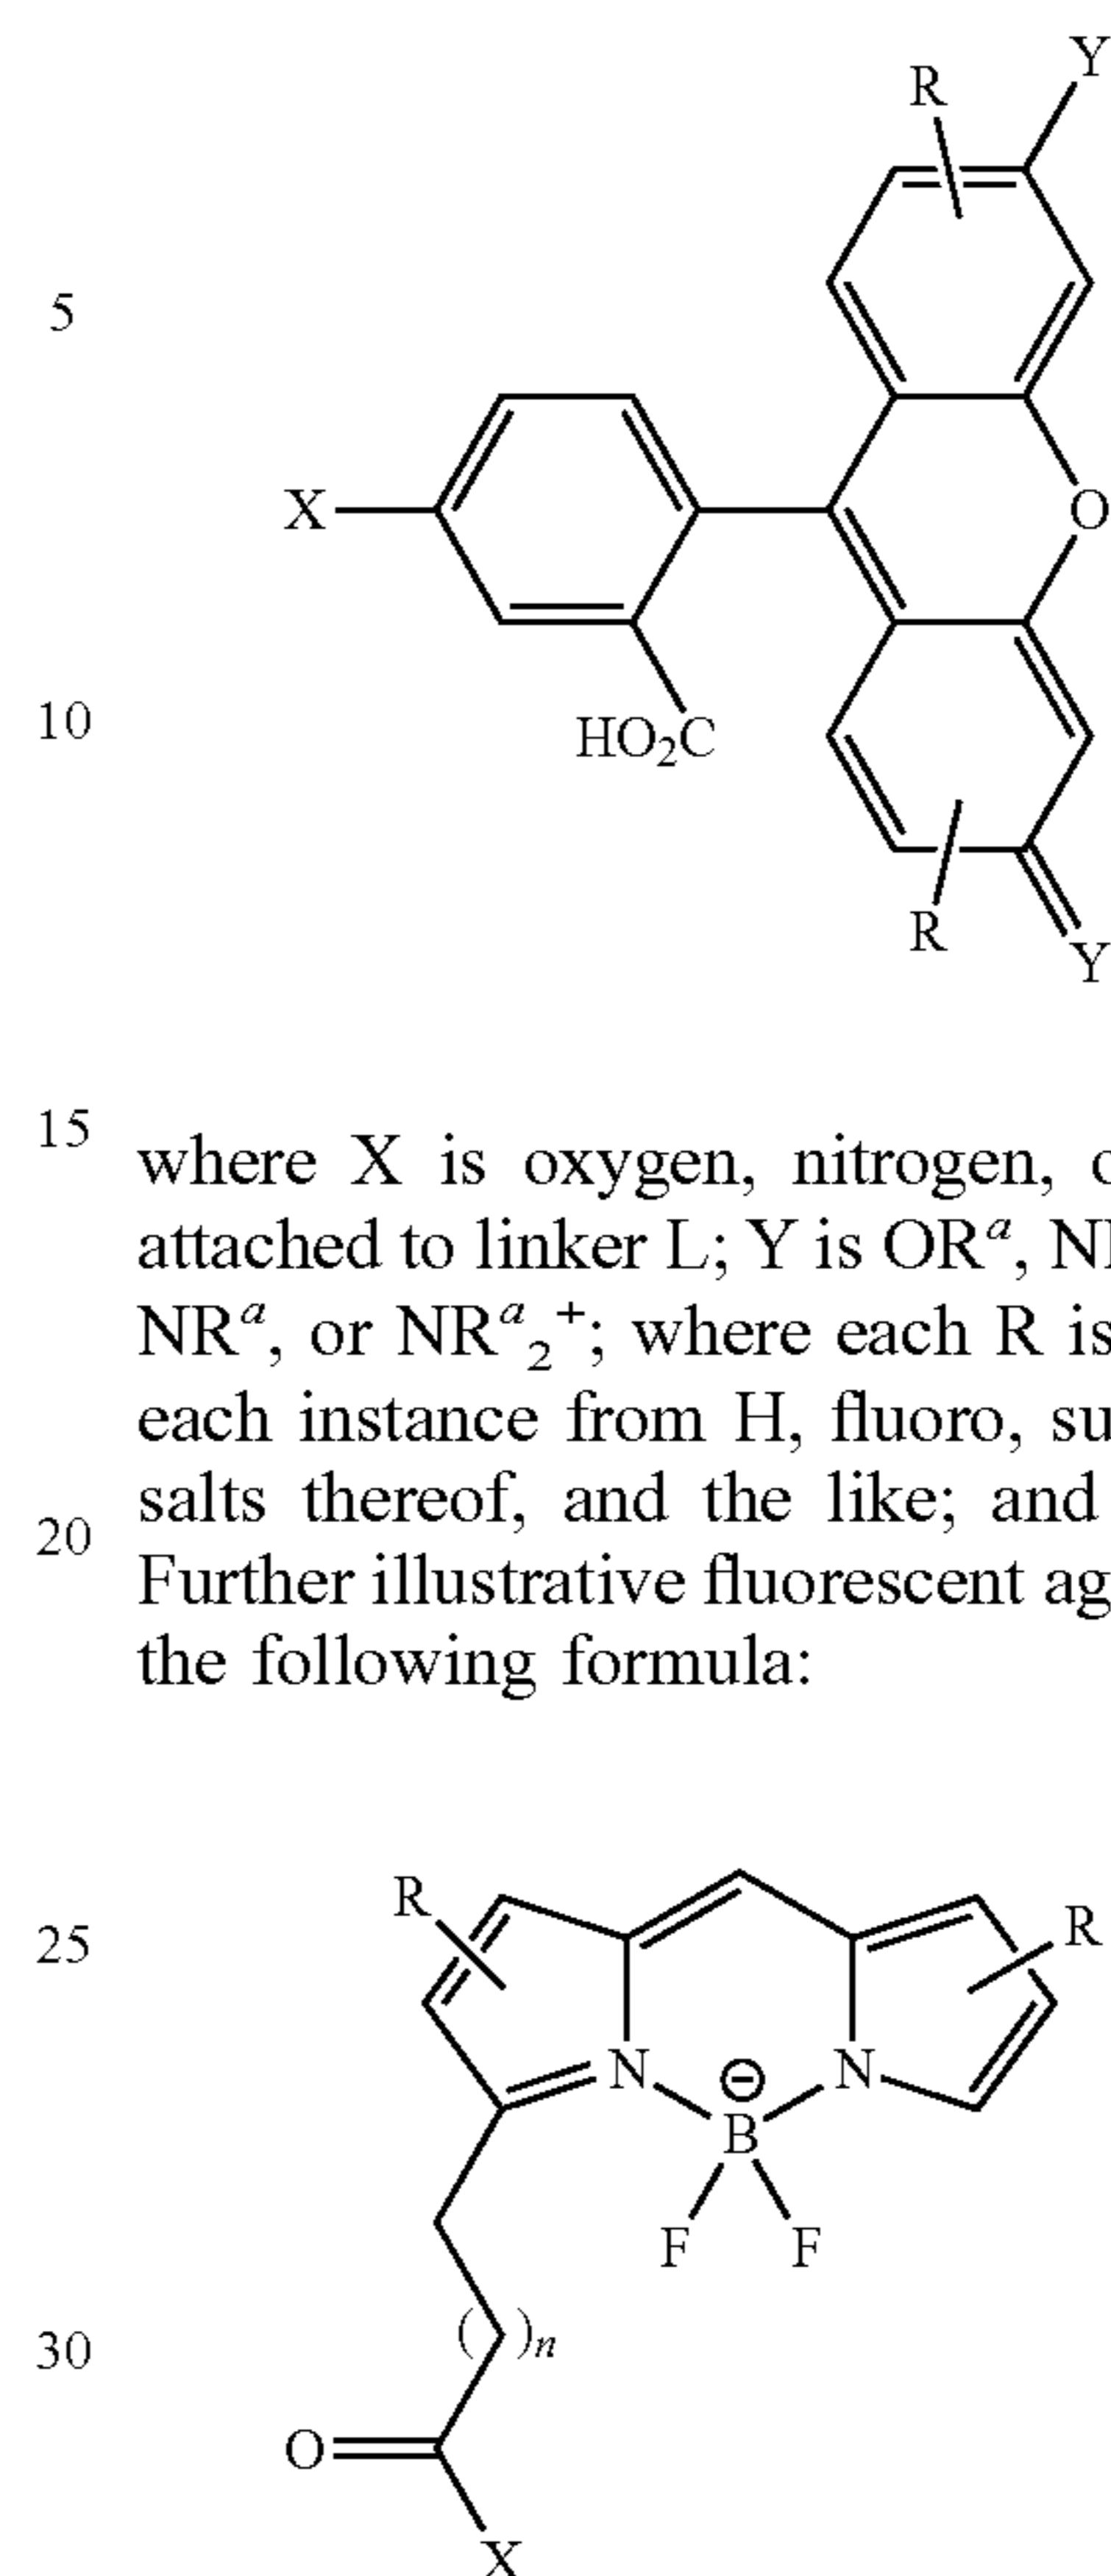 R
Y
5
X
O
10
HO₂C
R
Y
15
where X is oxygen, nitrogen,
attached to linker L; Y is ORᵃ,
NRᵃ, or NRᵃ₂⁺; where each R is
each instance from H, fluoro,
salts thereof, and the like; and
20
Further illustrative fluorescent
the following formula:
R
R
25
N
N
⊖
B
F
F
30
( )n
O
X